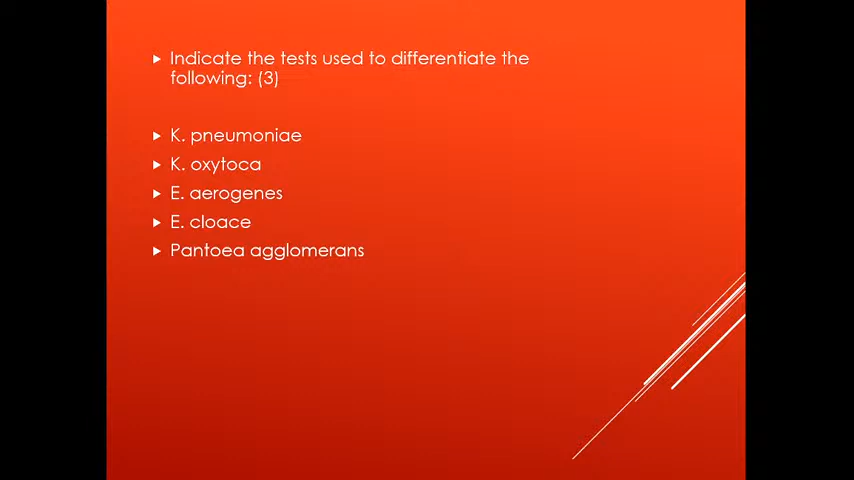 Indicate the tests used to differentiate the
following: (3)
K. pneumoniae
K. oxytoca
E. aerogenes
E. cloace
Pantoea agglomerans